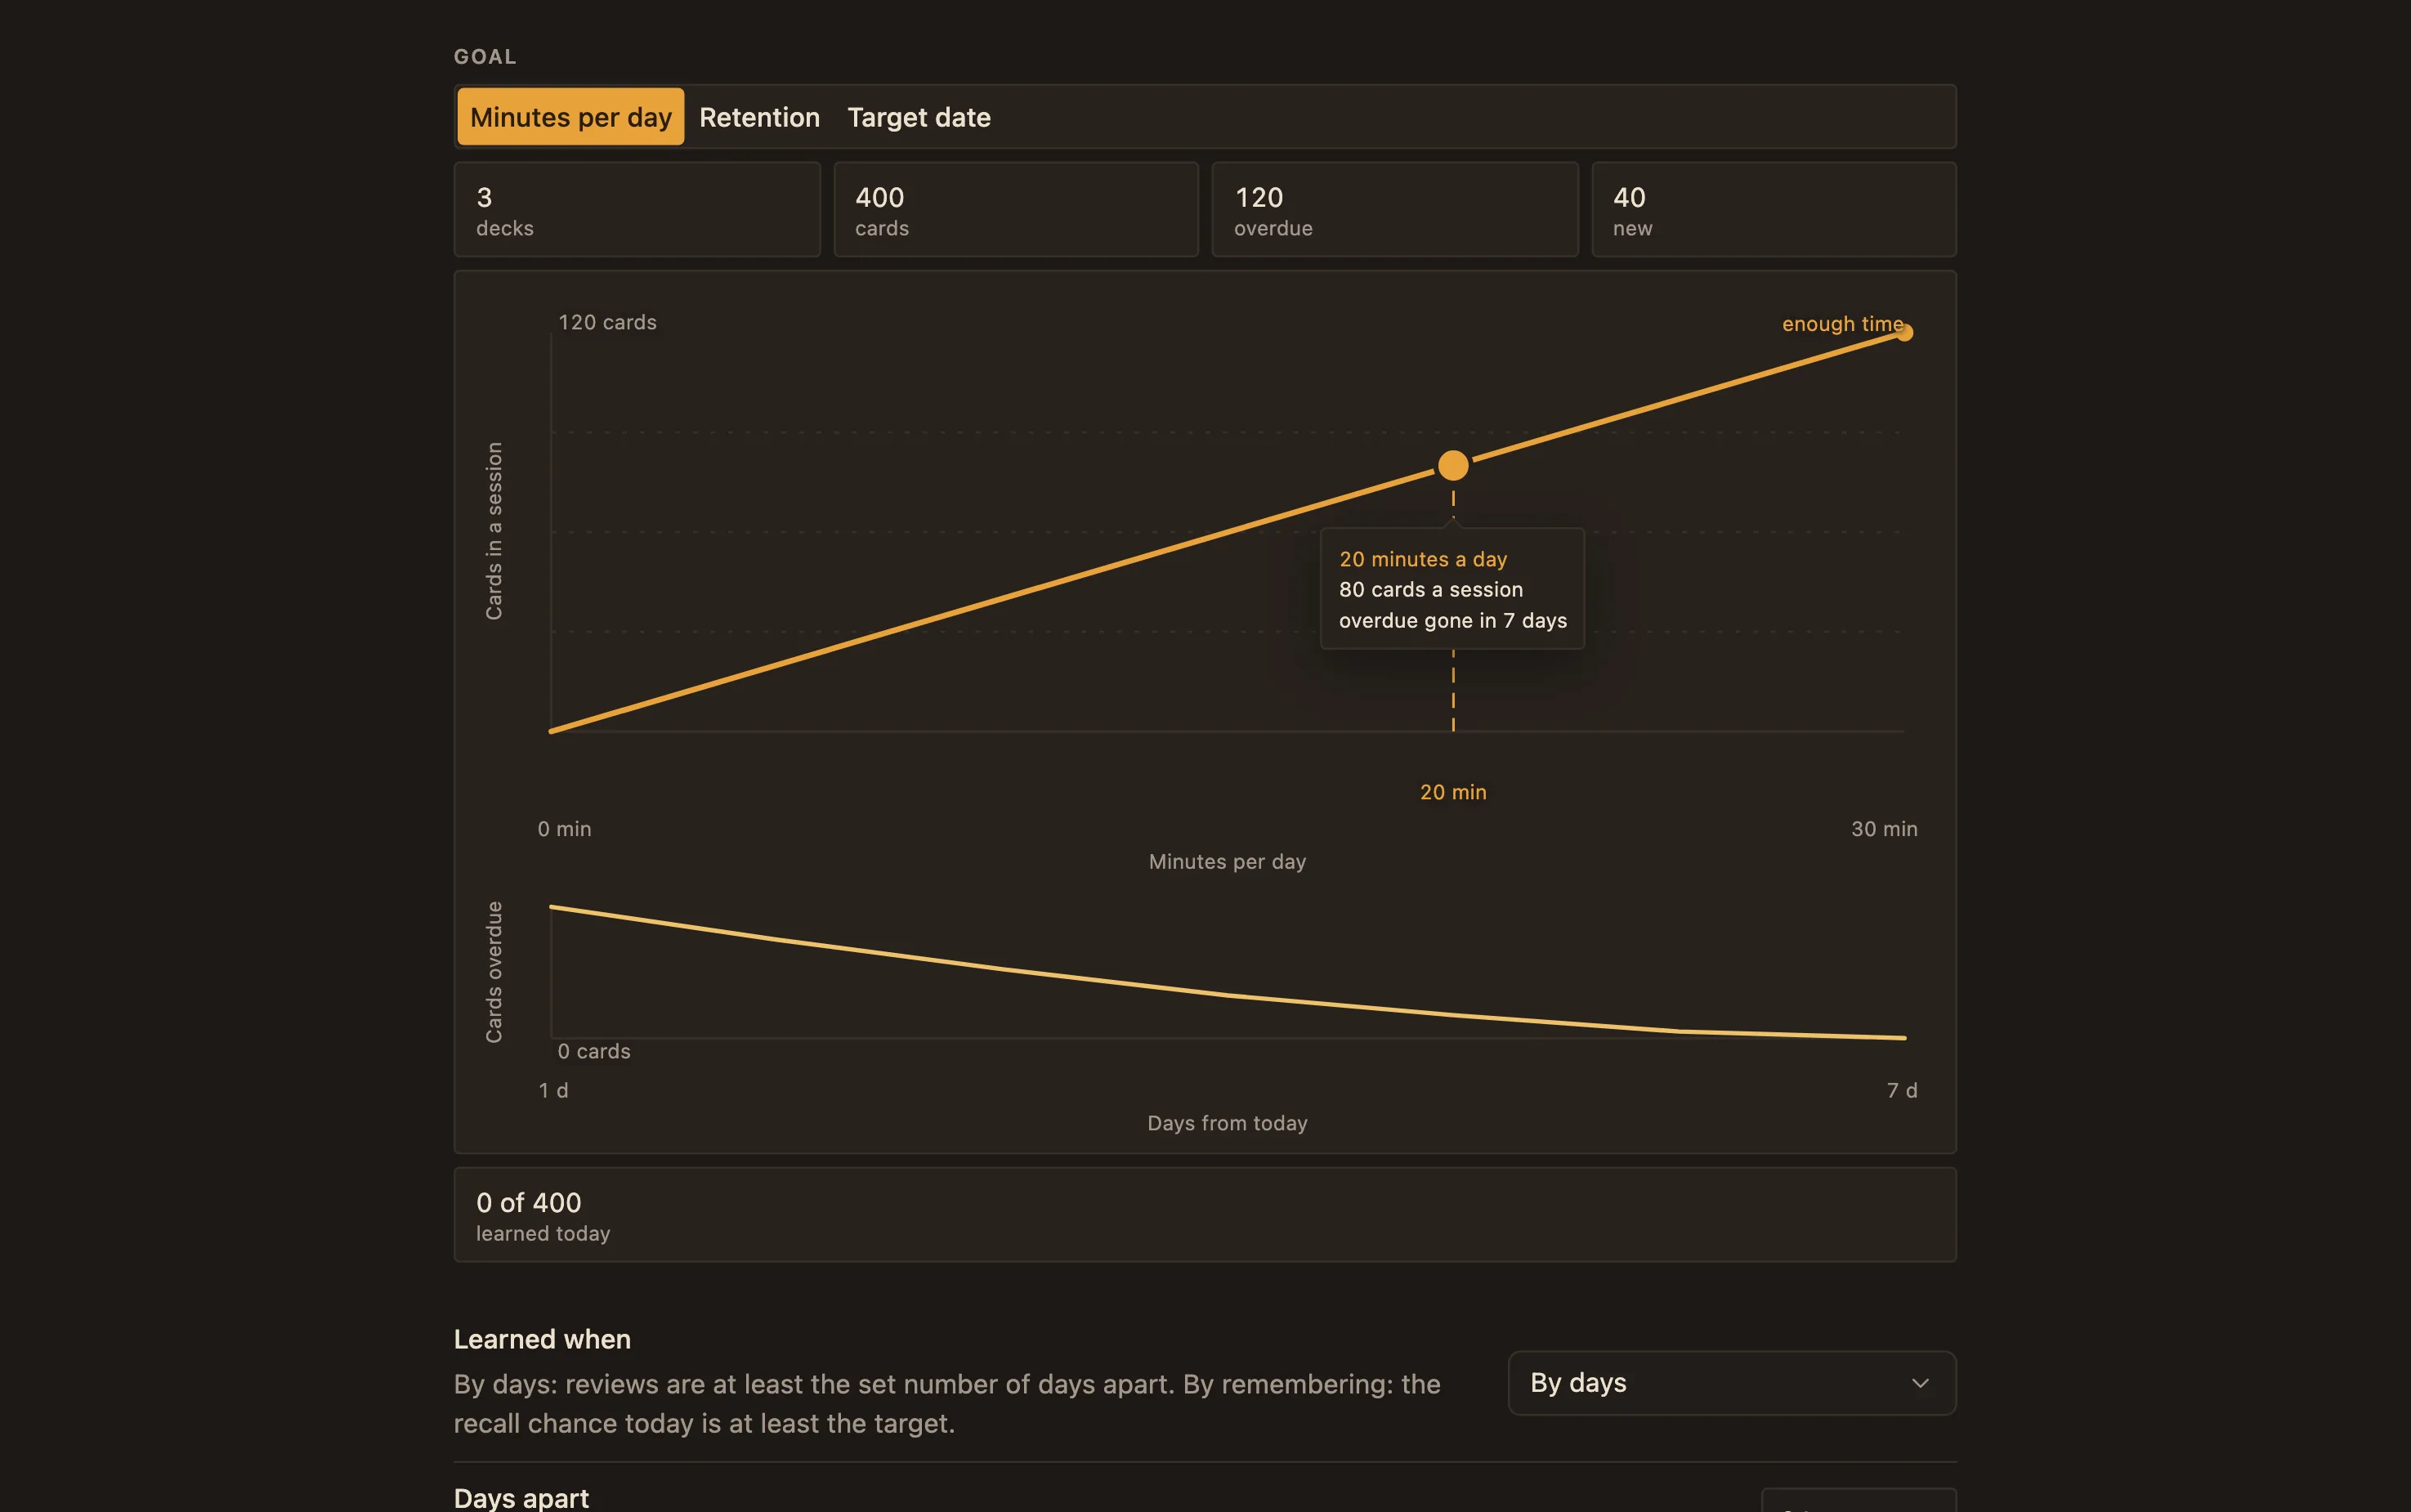 GOAL
Minutes per day
Retention
Target date
3
decks
400
cards
120
overdue
40
new
120 cards
enough time
Cards in a session
20 minutes a day
80 cards a session
overdue gone in 7 days
20 min
0 min
30 min
Minutes per day
Cards overdue
0 cards
1 d
7 d
Days from today
0 of 400
learned today
Learned when
By days: reviews are at least the set number of days apart. By remembering: the
recall chance today is at least the target.
By days
Days apart